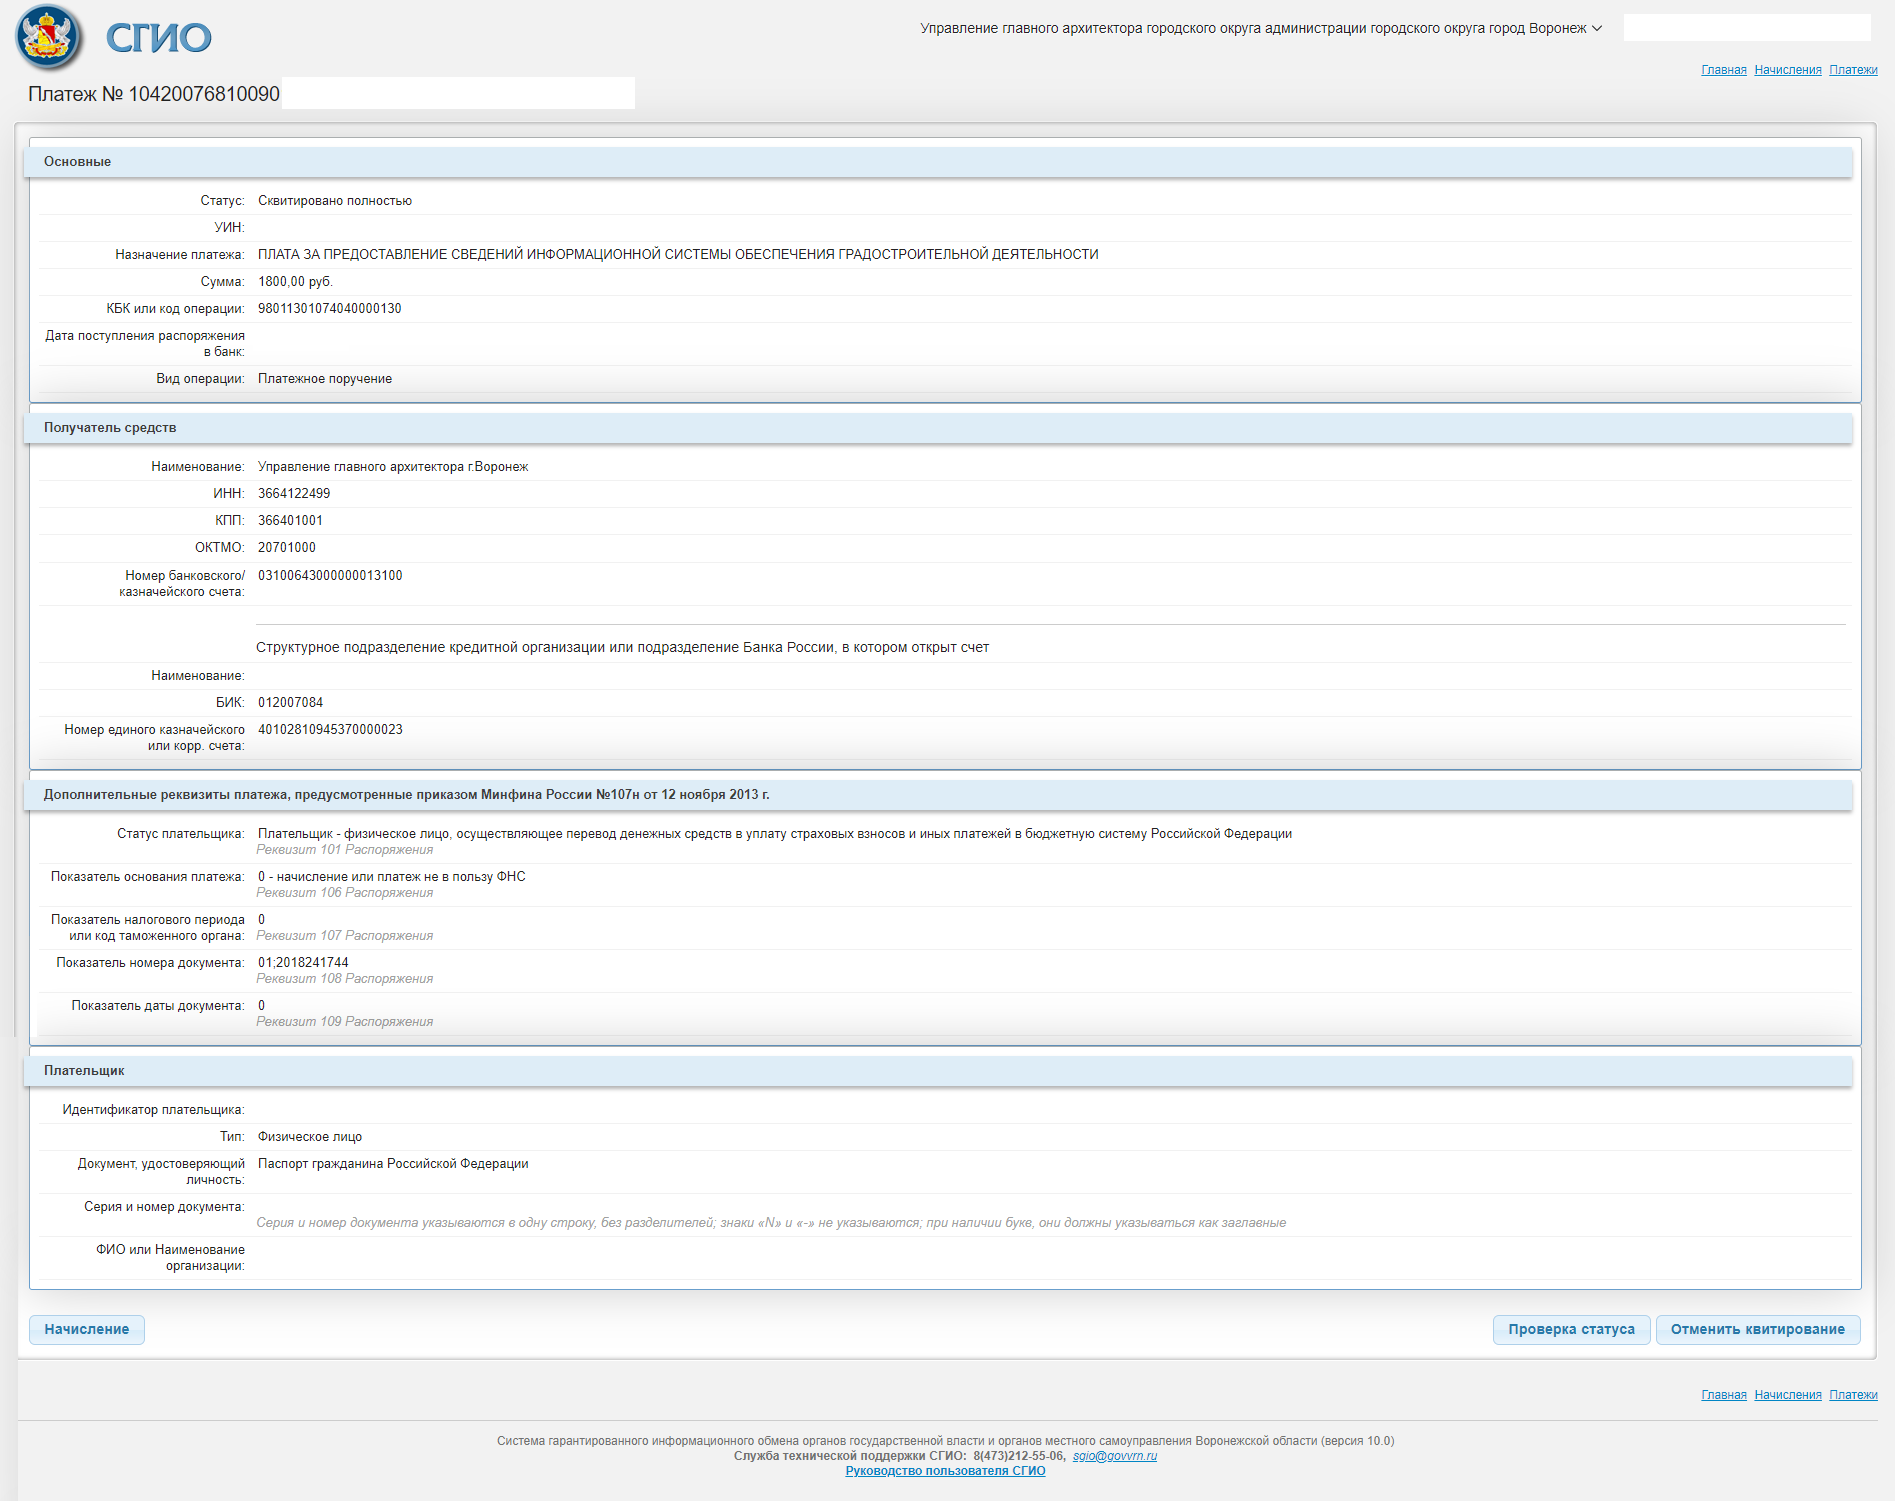 СГИО
Управление главного архитектора городского округа администрации городского округа город Воронеж
Главная Начисления Платежи
Платеж № 10420076810090
Основные
Статус: Сквитировано полностью
УИН:
Назначение платежа: ПЛАТА ЗА ПРЕДОСТАВЛЕНИЕ СВЕДЕНИЙ ИНФОРМАЦИОННОЙ СИСТЕМЫ ОБЕСПЕЧЕНИЯ ГРАДОСТРОИТЕЛЬНОЙ ДЕЯТЕЛЬНОСТИ
Сумма: 1800,00 руб.
КБК или код операции: 98011301074040000130
Дата поступления распоряжения
в банк:
Вид операции: Платежное поручение
Получатель средств
Наименование: Управление главного архитектора г.Воронеж
ИНН: 3664122499
КПП: 366401001
ОКТМО: 20701000
Номер банковского/ 03100643000000013100
казначейского счета:
Структурное подразделение кредитной организации или подразделение Банка России, в котором открыт счет
Наименование:
БИК: 012007084
Номер единого казначейского 40102810945370000023
или корр. счета:
Дополнительные реквизиты платежа, предусмотренные приказом Минфина России №107н от 12 ноября 2013 г.
Статус плательщика: Плательщик - физическое лицо, осуществляющее перевод денежных средств в уплату страховых взносов и иных платежей в бюджетную систему Российской Федерации
Реквизит 101 Распоряжения
Показатель основания платежа: 0 - начисление или платеж не в пользу ФНС
Реквизит 106 Распоряжения
Показатель налогового периода 0
или код таможенного органа: Реквизит 107 Распоряжения
Показатель номера документа: 01;2018241744
Реквизит 108 Распоряжения
Показатель даты документа: 0
Реквизит 109 Распоряжения
Плательщик
Идентификатор плательщика:
Тип: Физическое лицо
Документ, удостоверяющий Паспорт гражданина Российской Федерации
личность:
Серия и номер документа:
Серия и номер документа указываются в одну строку, без разделителей; знаки «N» и «-» не указываются; при наличии букв, они должны указываться как заглавные
ФИО или Наименование
организации:
Начисление Проверка статуса Отменить квитирование
Главная Начисления Платежи
Система гарантированного информационного обмена органов государственной власти и органов местного самоуправления Воронежской области (версия 10.0)
Служба технической поддержки СГИО: 8(473)212-55-06, sgio@govvrn.ru
Руководство пользователя СГИО